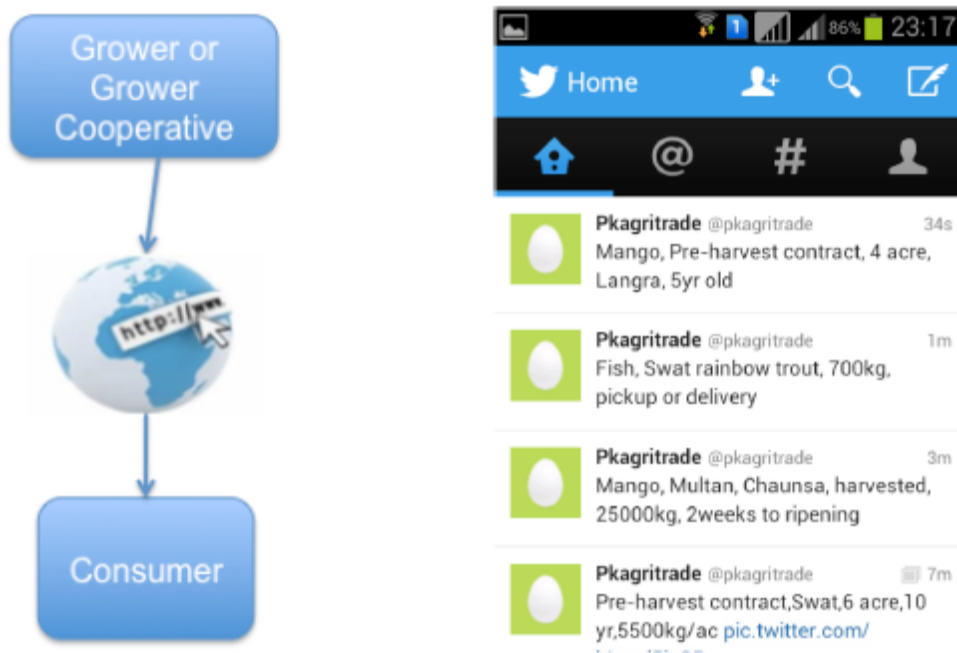 Grower or
Grower
Cooperative
http://www.
Consumer
1
86%
23:17
Home
@
#
Pkagritrade @pkagritrade 34s
Mango, Pre-harvest contract, 4 acre,
Langra, 5yr old
Pkagritrade @pkagritrade 1m
Fish, Swat rainbow trout, 700kg,
pickup or delivery
Pkagritrade @pkagritrade 3m
Mango, Multan, Chaunsa, harvested,
25000kg, 2weeks to ripening
Pkagritrade @pkagritrade 7m
Pre-harvest contract,Swat,6 acre,10
yr,5500kg/ac pic.twitter.com/